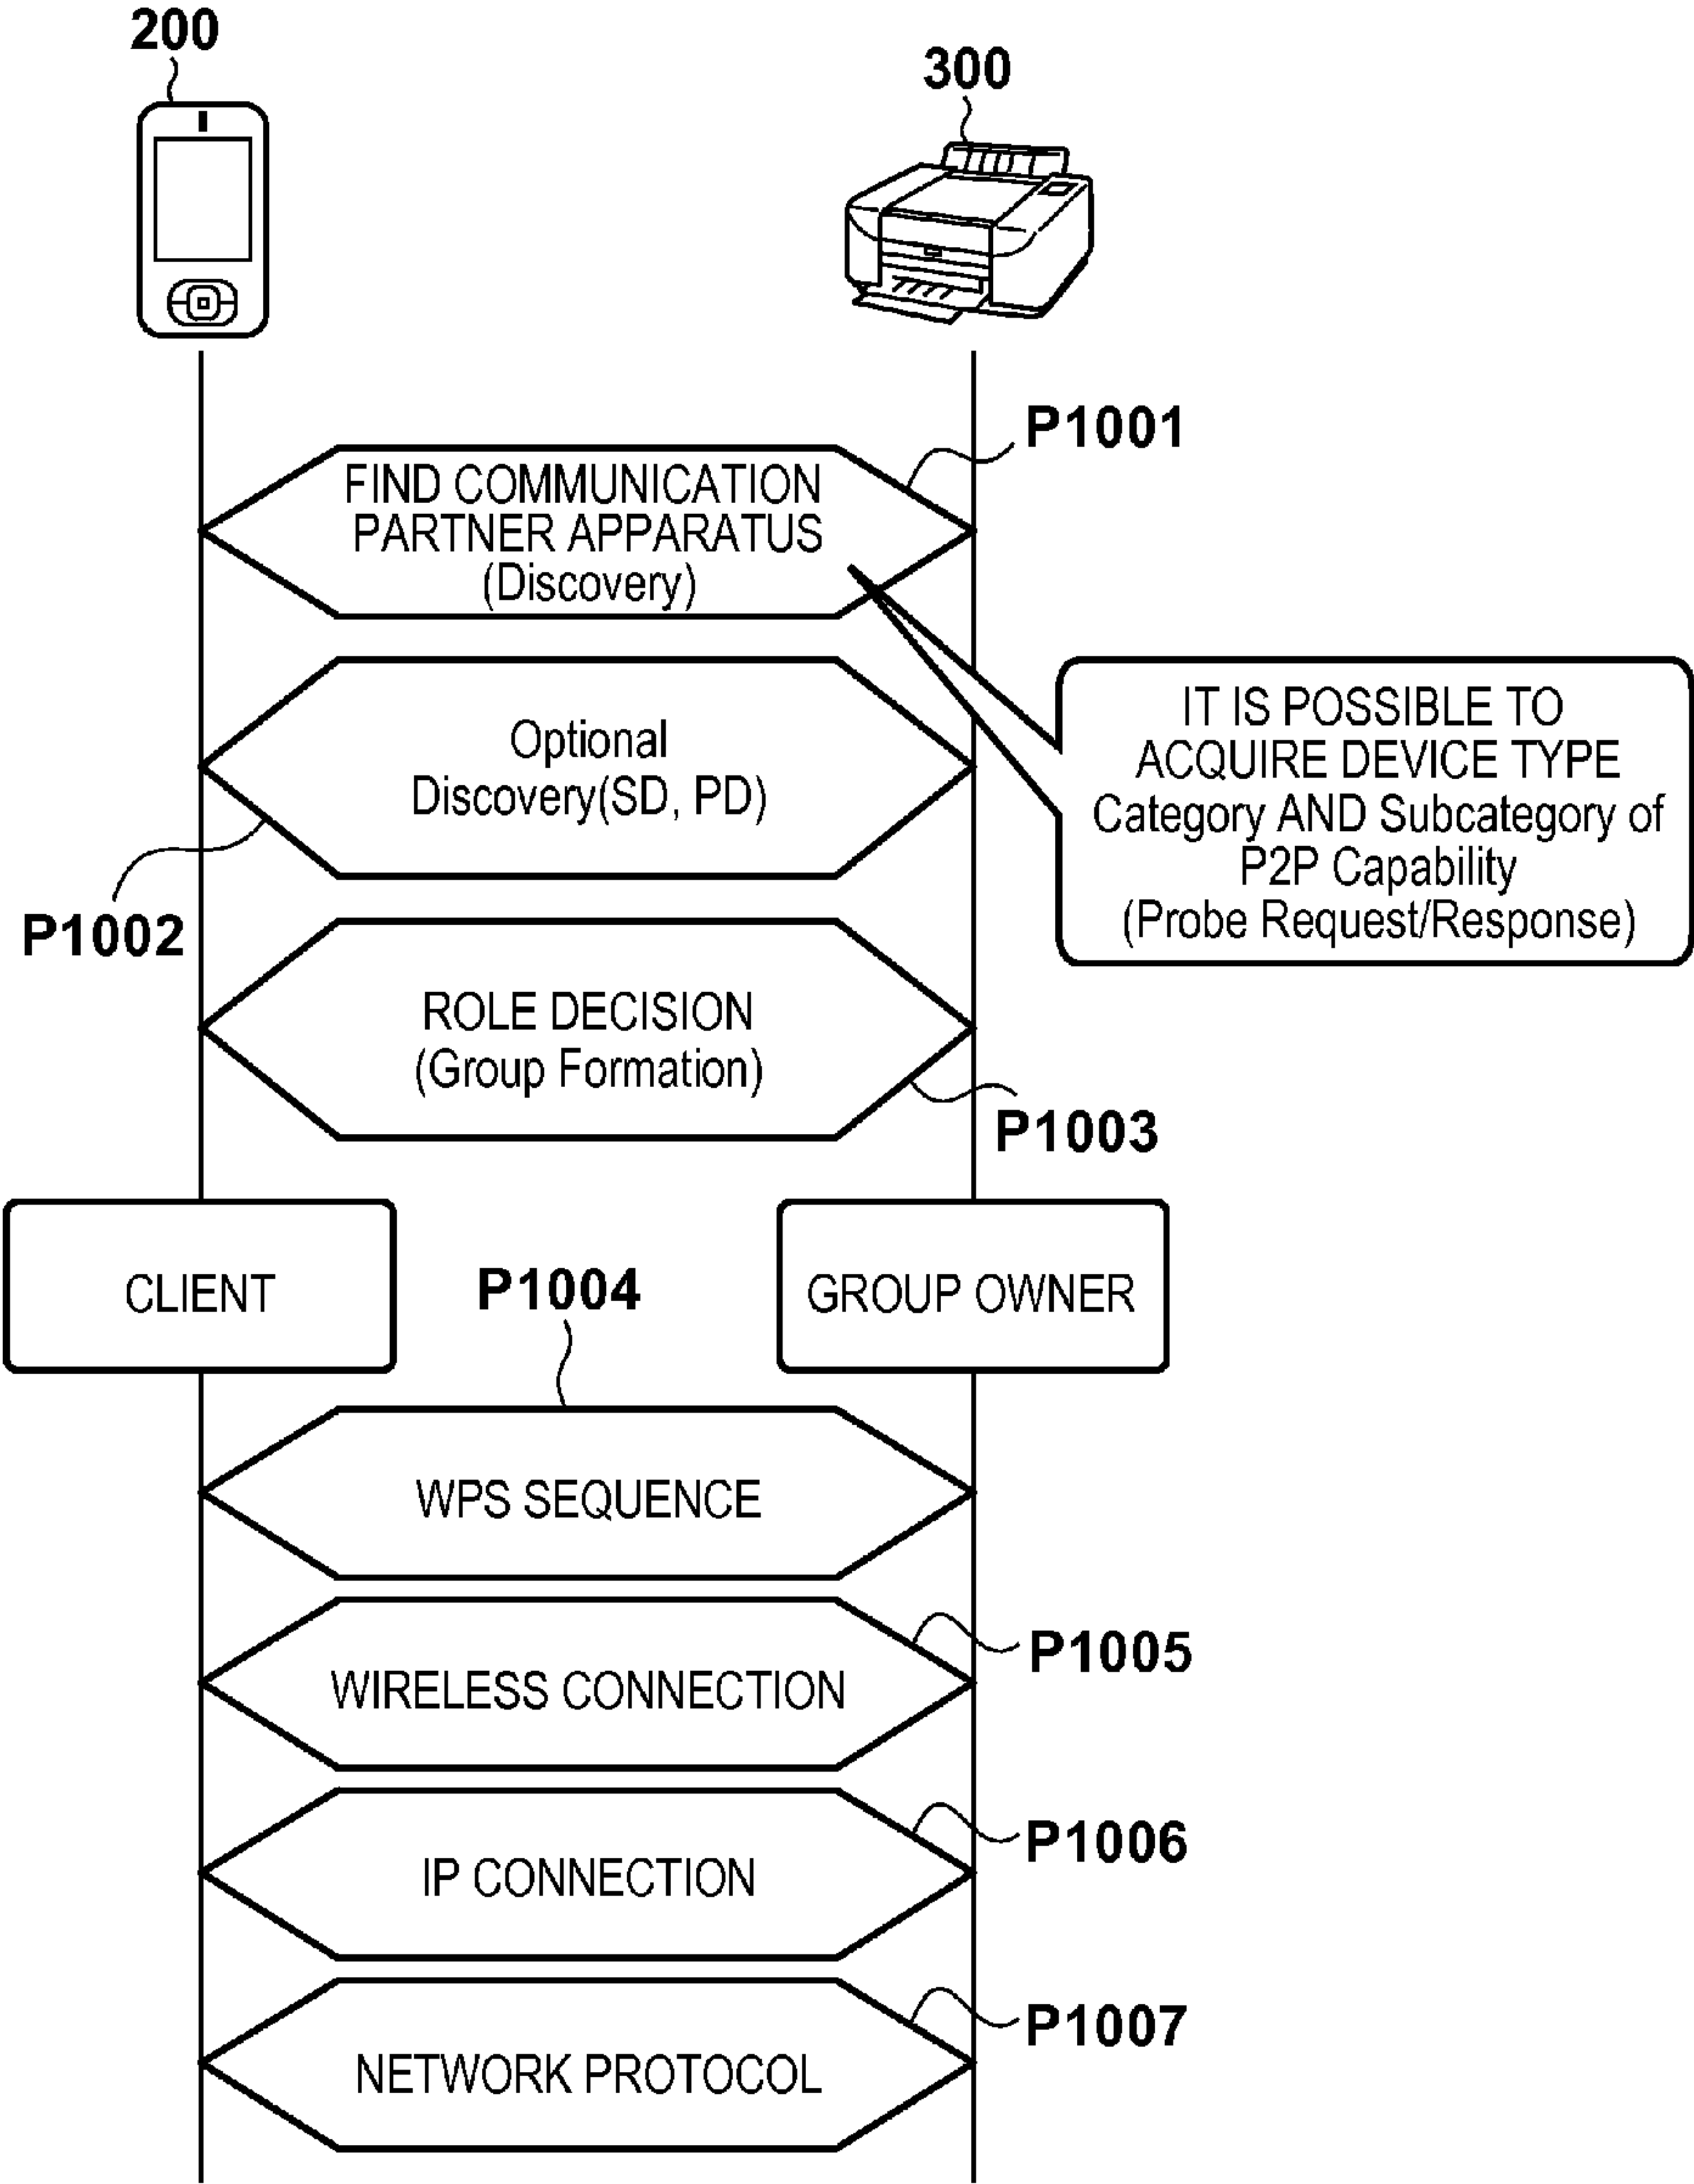 200
300
P1001
FIND COMMUNICATION
PARTNER APPARATUS
(Discovery)
Optional
Discovery(SD, PD)
P1002
IT IS POSSIBLE TO
ACQUIRE DEVICE TYPE
Category AND Subcategory of
P2P Capability
(Probe Request/Response)
ROLE DECISION
(Group Formation)
P1003
CLIENT
GROUP OWNER
P1004
WPS SEQUENCE
WIRELESS CONNECTION
P1005
IP CONNECTION
P1006
NETWORK PROTOCOL
P1007